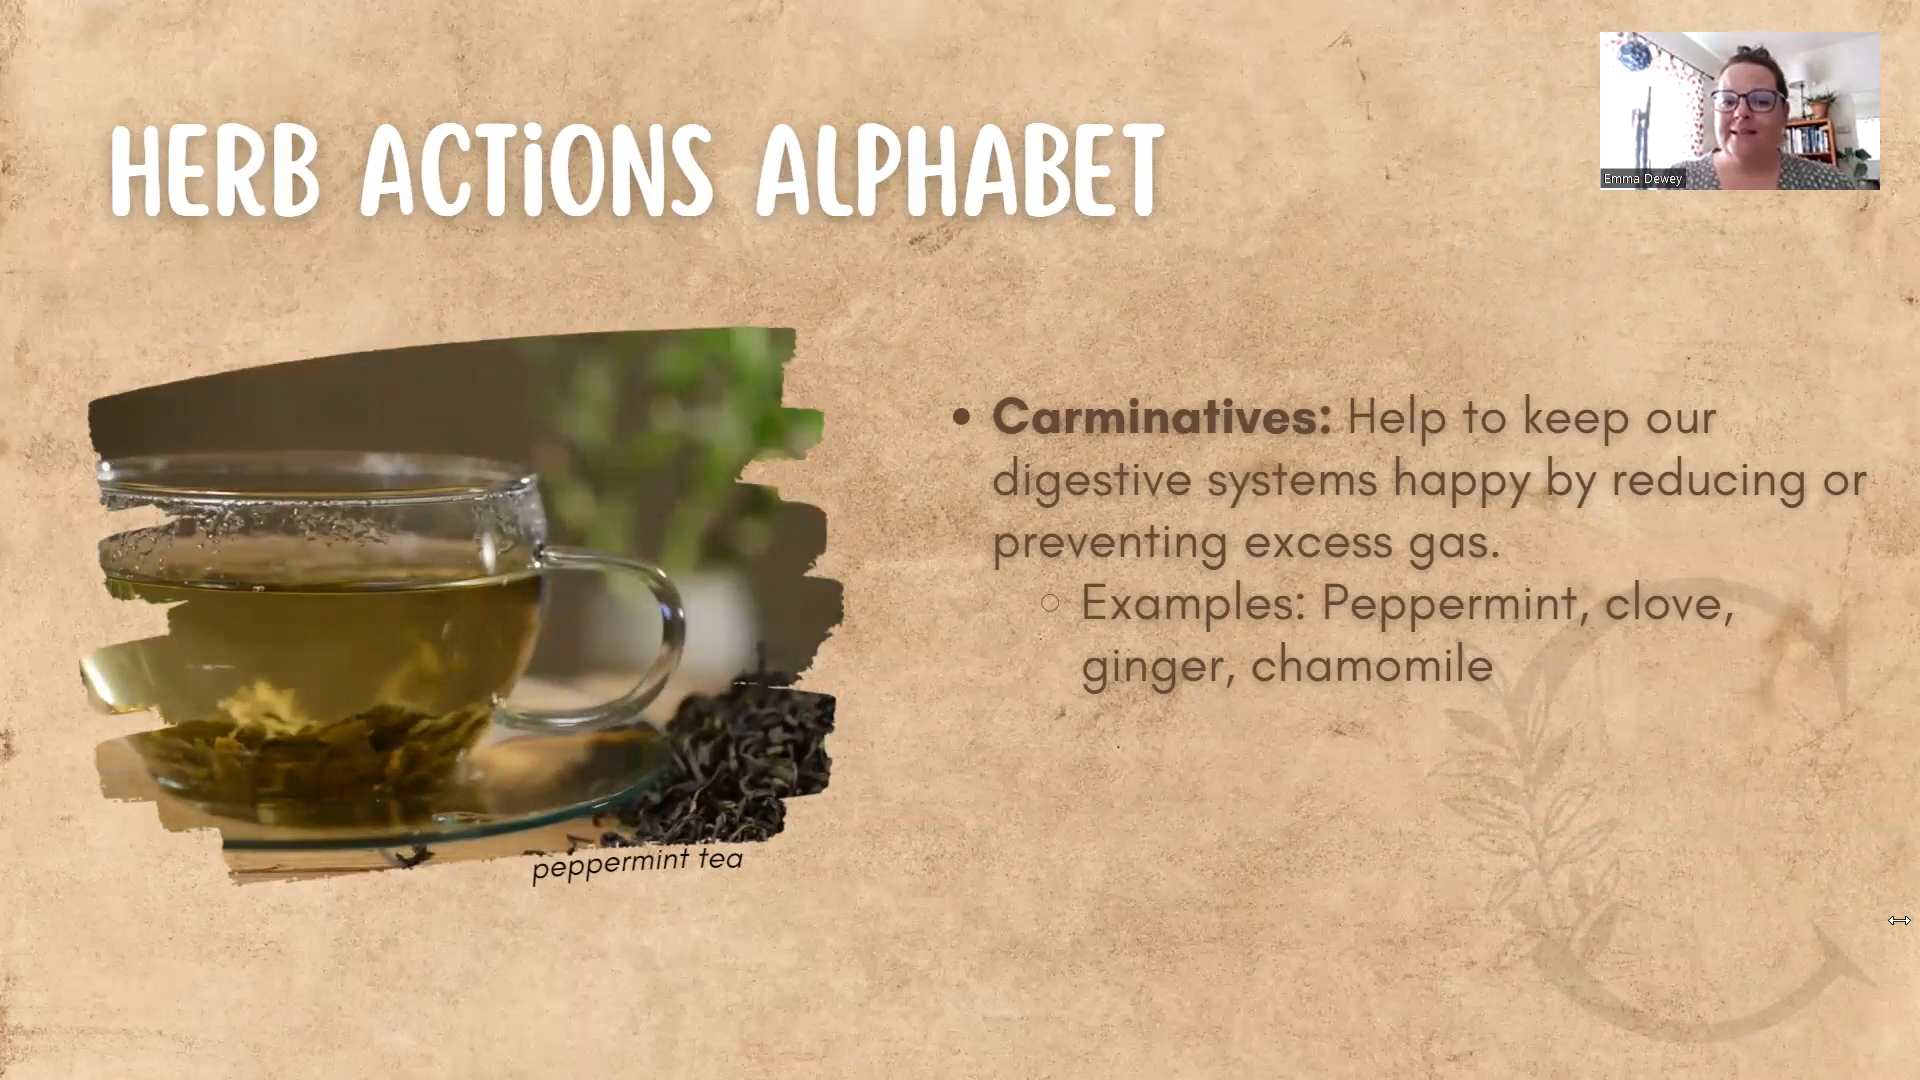 HERB ACTIONS ALPHABET
Emma Dewey
• Carminatives: Help to keep our
digestive systems happy by reducing or
preventing excess gas.
○ Examples: Peppermint, clove,
ginger, chamomile
peppermint tea